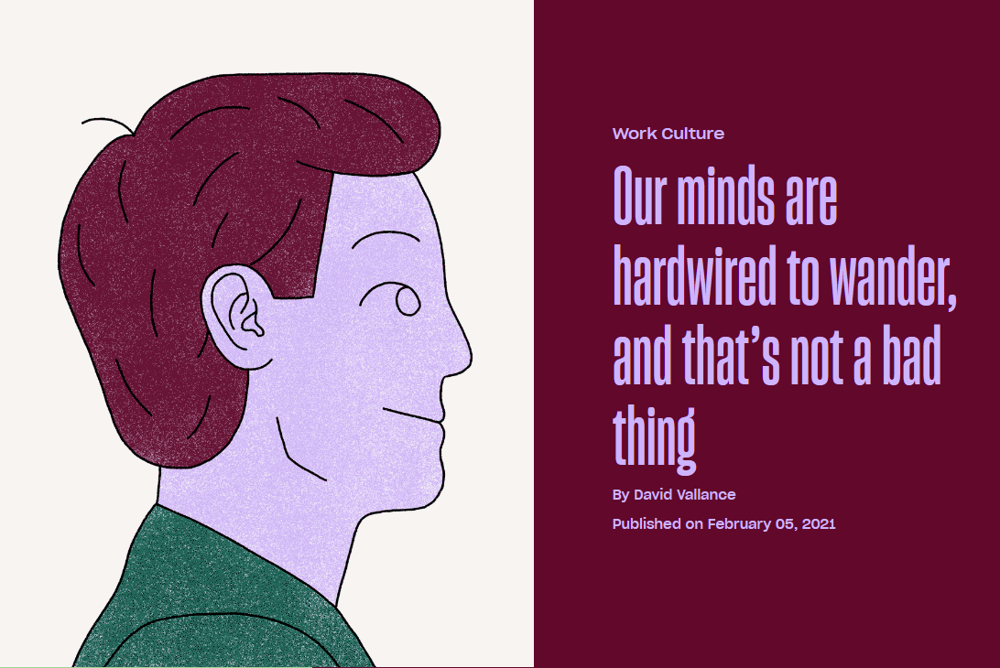 Work Culture
Our minds are
hardwired to wander,
and that’s not a bad
thing
By David Vallance
Published on February 05, 2021